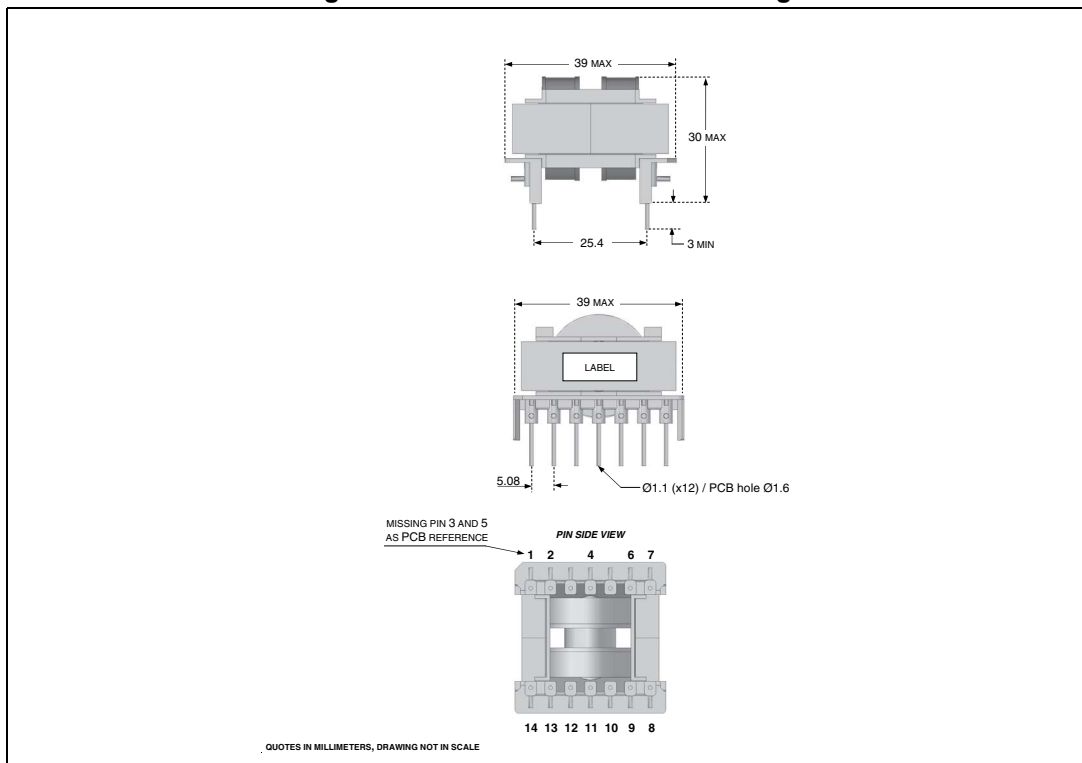 39 MAX
30 MAX
25.4
3 MIN
39 MAX
LABEL
5.08
Ø1.1 (x12) / PCB hole Ø1.6
MISSING PIN 3 AND 5
AS PCB REFERENCE
PIN SIDE VIEW
1 2 4 6 7
14 13 12 11 10 9 8
QUOTES IN MILLIMETERS, DRAWING NOT IN SCALE